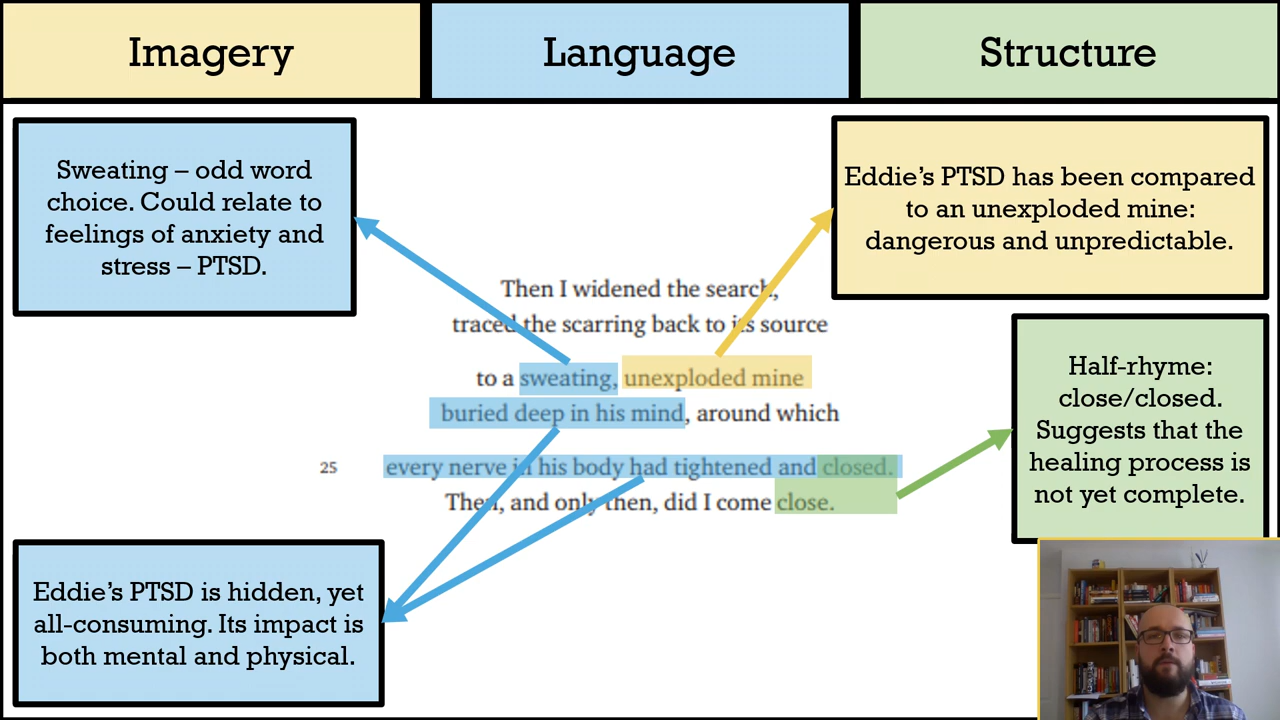 Imagery
Language
Structure
Sweating – odd word
choice. Could relate to
feelings of anxiety and
stress – PTSD.
Eddie’s PTSD has been compared
to an unexploded mine:
dangerous and unpredictable.
Then I widened the search,
traced the scarring back to its source
to a sweating, unexploded mine
buried deep in his mind, around which
25 every nerve in his body had tightened and closed.
Then, and only then, did I come close.
Half-rhyme:
close/closed.
Suggests that the
healing process is
not yet complete.
Eddie’s PTSD is hidden, yet
all-consuming. Its impact is
both mental and physical.